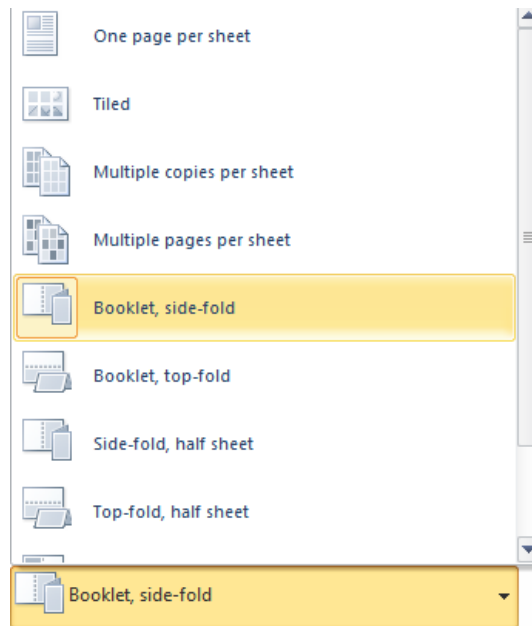 One page per sheet
Tiled
Multiple copies per sheet
Multiple pages per sheet
Booklet, side-fold
Booklet, top-fold
Side-fold, half sheet
Top-fold, half sheet
Booklet, side-fold